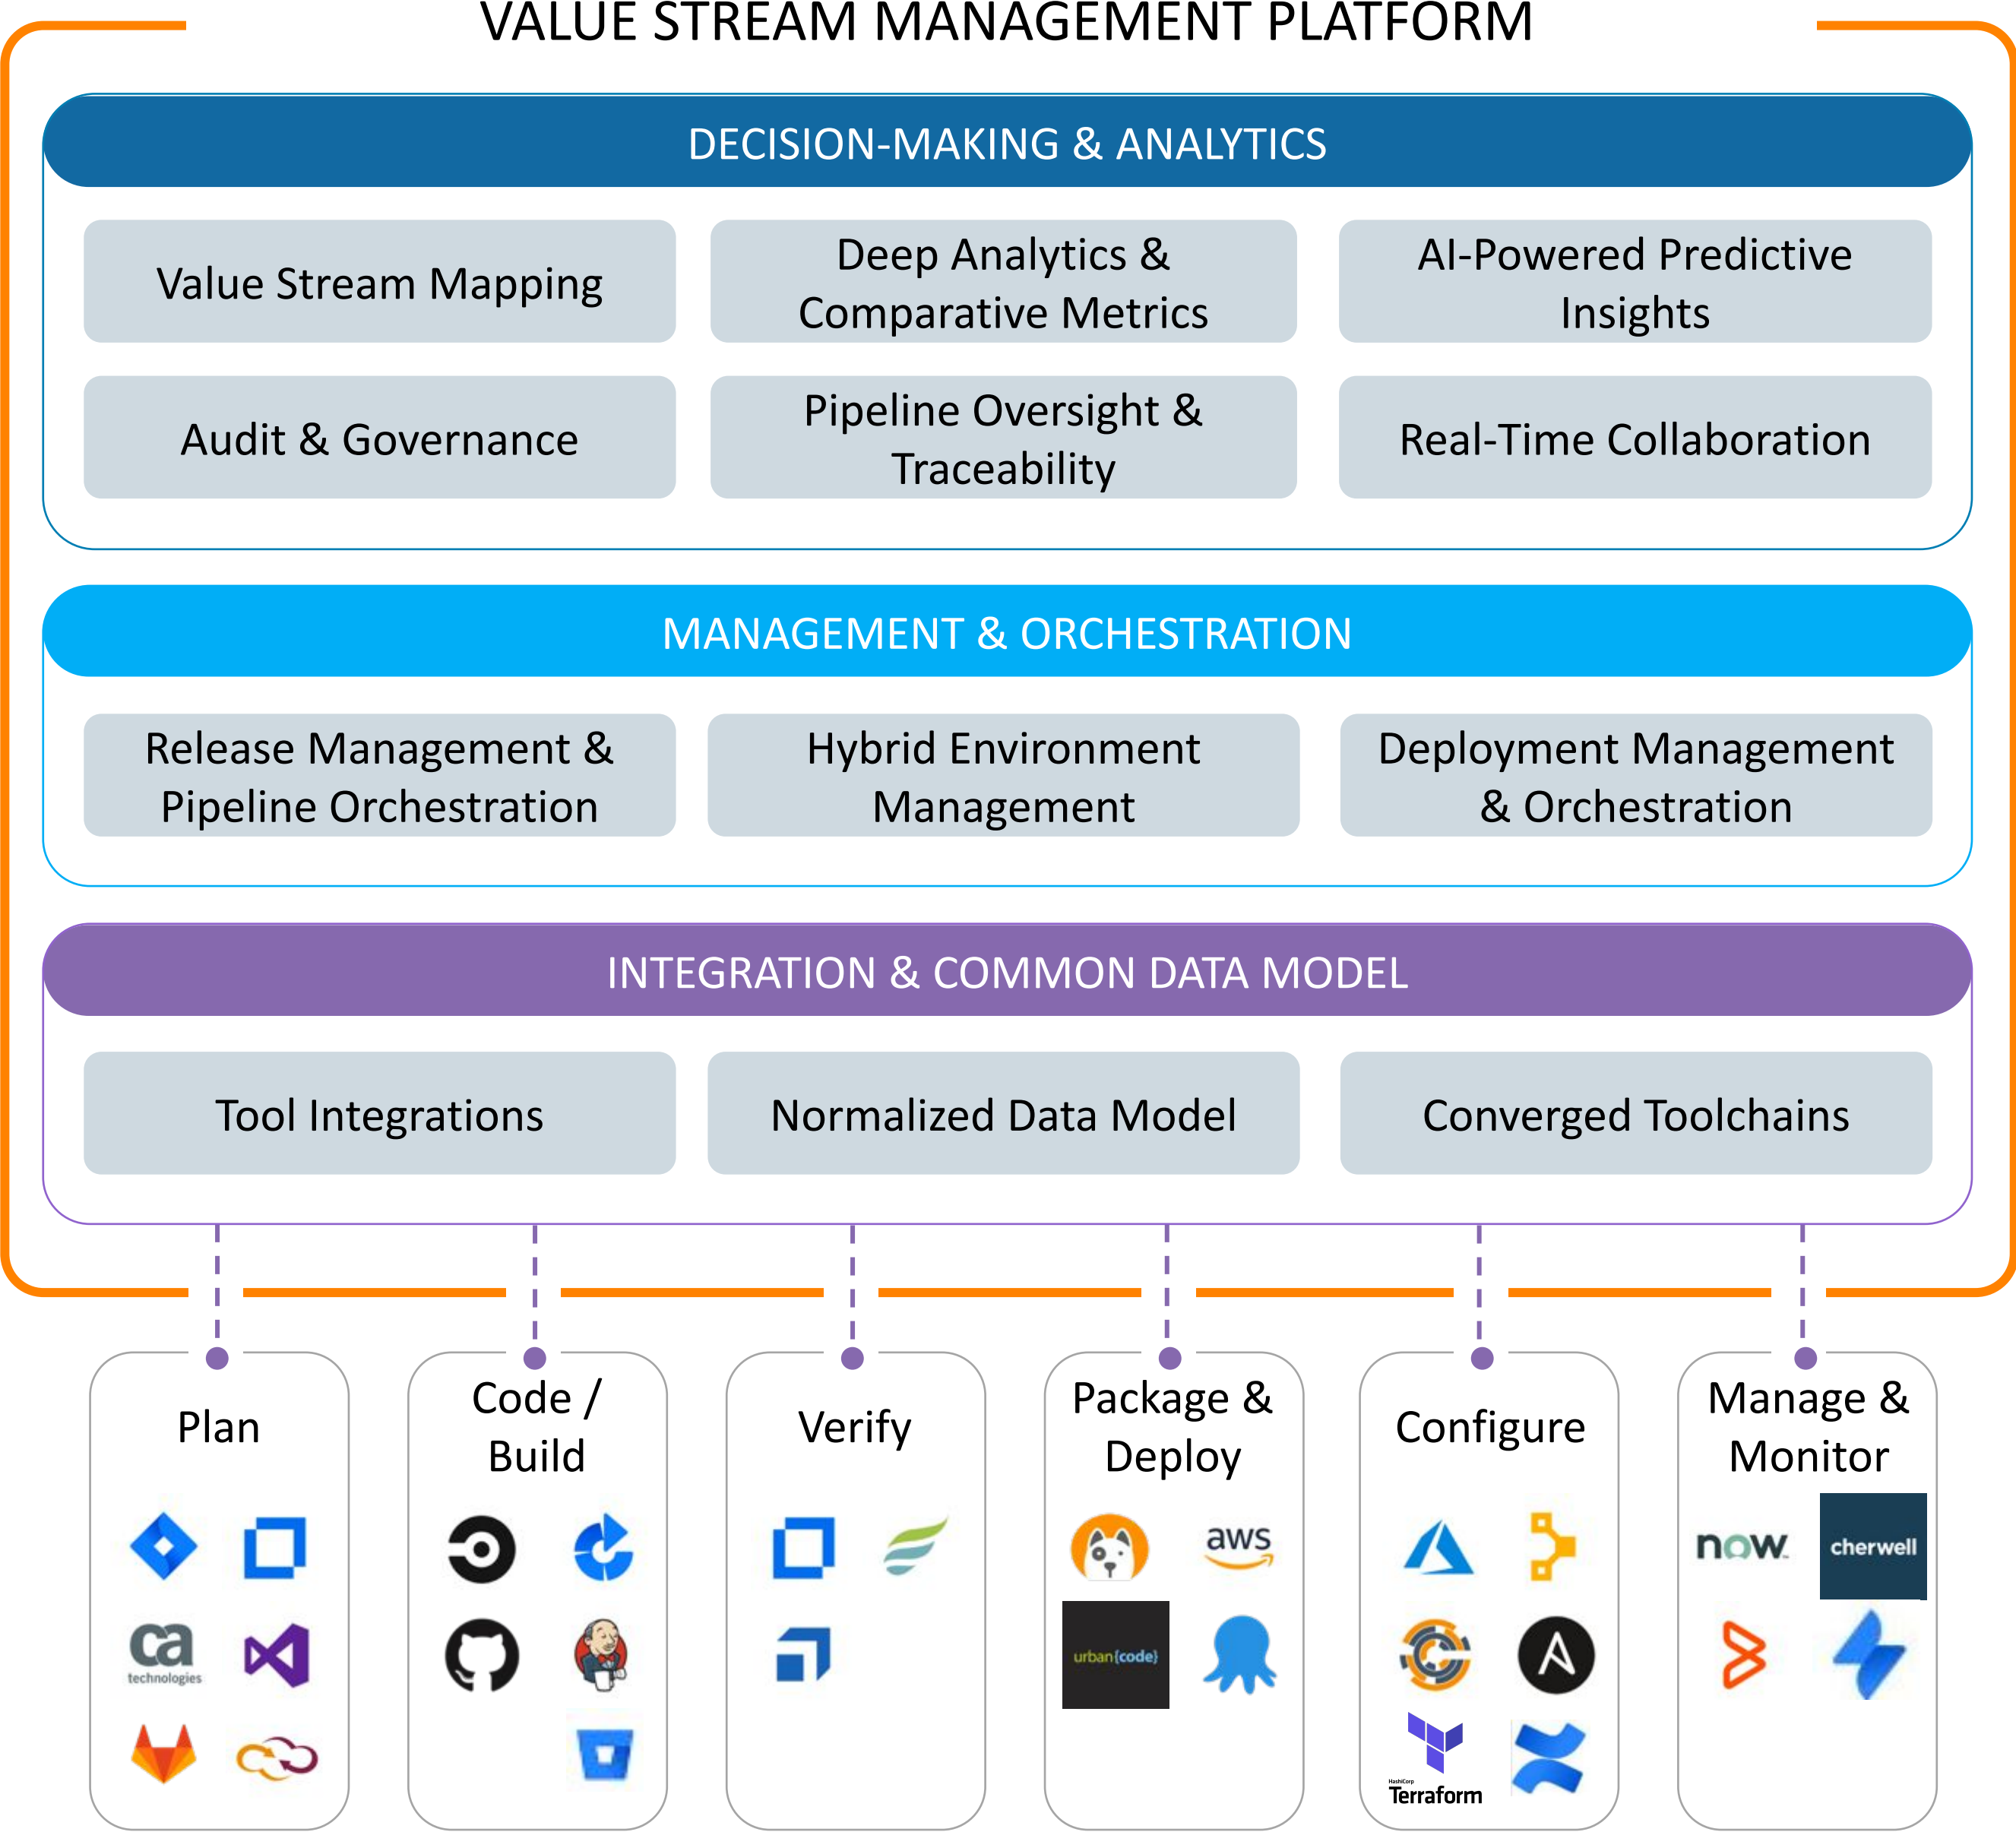 VALUE STREAM MANAGEMENT PLATFORM
DECISION-MAKING & ANALYTICS
Value Stream Mapping
Deep Analytics &
Comparative Metrics
AI-Powered Predictive
Insights
Audit & Governance
Pipeline Oversight &
Traceability
Real-Time Collaboration
MANAGEMENT & ORCHESTRATION
Release Management &
Pipeline Orchestration
Hybrid Environment
Management
Deployment Management
& Orchestration
INTEGRATION & COMMON DATA MODEL
Tool Integrations
Normalized Data Model
Converged Toolchains
Plan
ca
technologies
Code /
Build
Verify
Package &
Deploy
aws
urban{code}
Configure
HashiCorp
Terraform
Manage &
Monitor
now
cherwell